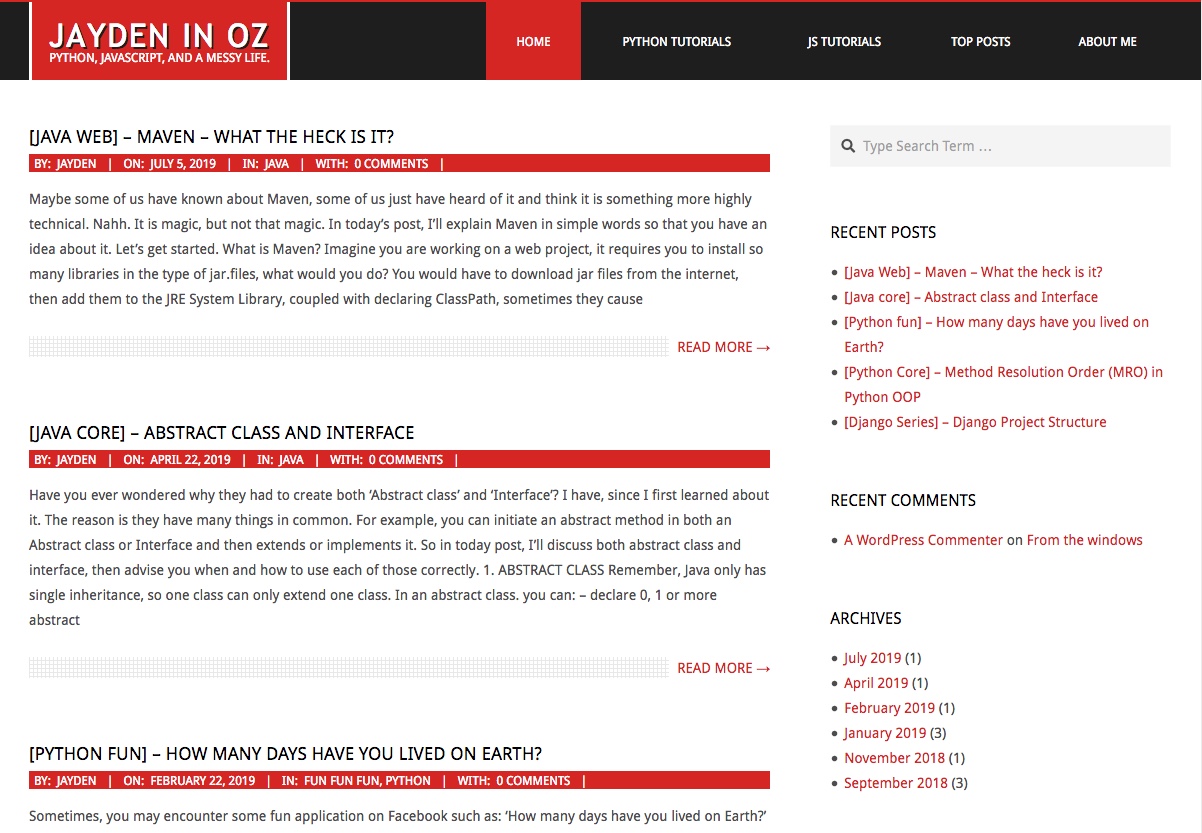 JAYDEN IN OZ
PYTHON, JAVASCRIPT, AND A MESSY LIFE.
HOME
PYTHON TUTORIALS
JS TUTORIALS
TOP POSTS
ABOUT ME
[JAVA WEB] – MAVEN – WHAT THE HECK IS IT?
BY: JAYDEN | ON: JULY 5, 2019 | IN: JAVA | WITH: 0 COMMENTS |
Maybe some of us have known about Maven, some of us just have heard of it and think it is something more highly
technical. Nahh. It is magic, but not that magic. In today’s post, I’ll explain Maven in simple words so that you have an
idea about it. Let’s get started. What is Maven? Imagine you are working on a web project, it requires you to install so
many libraries in the type of jar.files, what would you do? You would have to download jar files from the internet,
then add them to the JRE System Library, coupled with declaring ClassPath, sometimes they cause
READ MORE →
[JAVA CORE] – ABSTRACT CLASS AND INTERFACE
BY: JAYDEN | ON: APRIL 22, 2019 | IN: JAVA | WITH: 0 COMMENTS |
Have you ever wondered why they had to create both ‘Abstract class’ and ‘Interface’? I have, since I first learned about
it. The reason is they have many things in common. For example, you can initiate an abstract method in both an
Abstract class or Interface and then extends or implements it. So in today post, I’ll discuss both abstract class and
interface, then advise you when and how to use each of those correctly. 1. ABSTRACT CLASS Remember, Java only has
single inheritance, so one class can only extend one class. In an abstract class. you can: – declare 0, 1 or more
abstract
READ MORE →
[PYTHON FUN] – HOW MANY DAYS HAVE YOU LIVED ON EARTH?
BY: JAYDEN | ON: FEBRUARY 22, 2019 | IN: FUN FUN FUN, PYTHON | WITH: 0 COMMENTS |
Sometimes, you may encounter some fun application on Facebook such as: ‘How many days have you lived on Earth?’
Type Search Term …
RECENT POSTS
[Java Web] – Maven – What the heck is it?
[Java core] – Abstract class and Interface
[Python fun] – How many days have you lived on
Earth?
[Python Core] – Method Resolution Order (MRO) in
Python OOP
[Django Series] – Django Project Structure
RECENT COMMENTS
A WordPress Commenter on From the windows
ARCHIVES
July 2019 (1)
April 2019 (1)
February 2019 (1)
January 2019 (3)
November 2018 (1)
September 2018 (3)